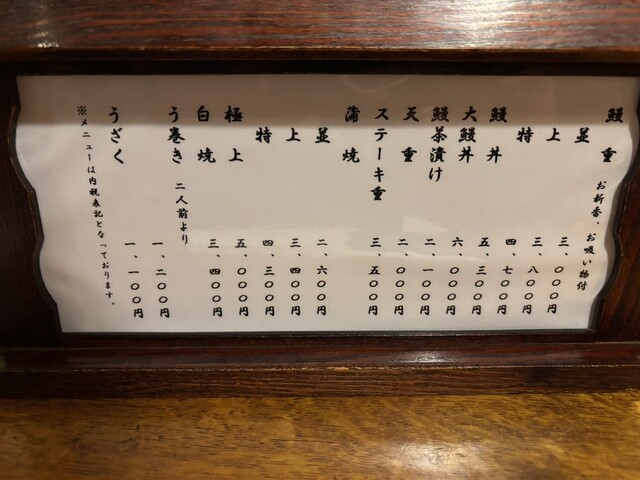 鰻重 お新香、お吸い物付
並 三、〇〇〇円
上 三、八〇〇円
特 四、七〇〇円
鰻丼 五、三〇〇円
大鰻丼 六、〇〇〇円
鰻茶漬け 二、一〇〇円
天重 二、〇〇〇円
ステーキ重 三、五〇〇円
蒲焼
並 二、六〇〇円
上 三、四〇〇円
特 四、三〇〇円
極上 五、〇〇〇円
白焼 三、四〇〇円
う巻き 二人前より 一、二〇〇円
うざく 一、一〇〇円
※メニューは内税表記となっております。